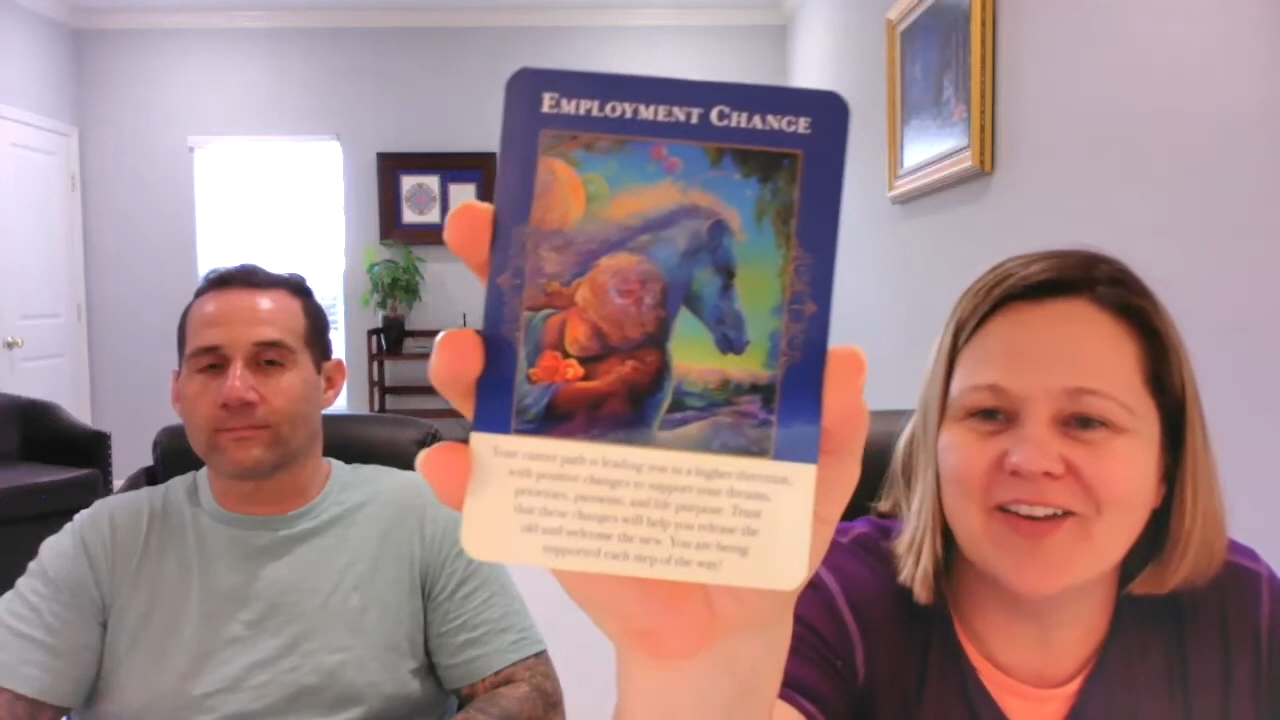 EMPLOYMENT CHANGE
Your career path is leading you in a higher direction,
with positive changes to support your dreams,
priorities, passions, and life purpose. Trust
that these changes will help you release the
old and welcome the new. You are being
supported each step of the way!